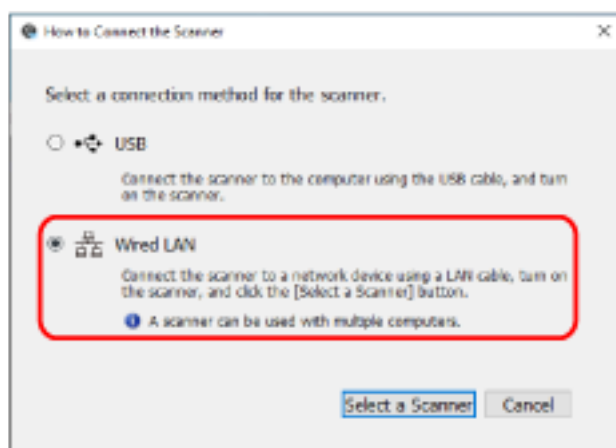 How to Connect the Scanner
Select a connection method for the scanner.
USB
Connect the scanner to the computer using the USB cable, and turn
on the scanner.
Wired LAN
Connect the scanner to a network device using a LAN cable, turn on
the scanner, and click the [Select a Scanner] button.
A scanner can be used with multiple computers.
Select a Scanner Cancel